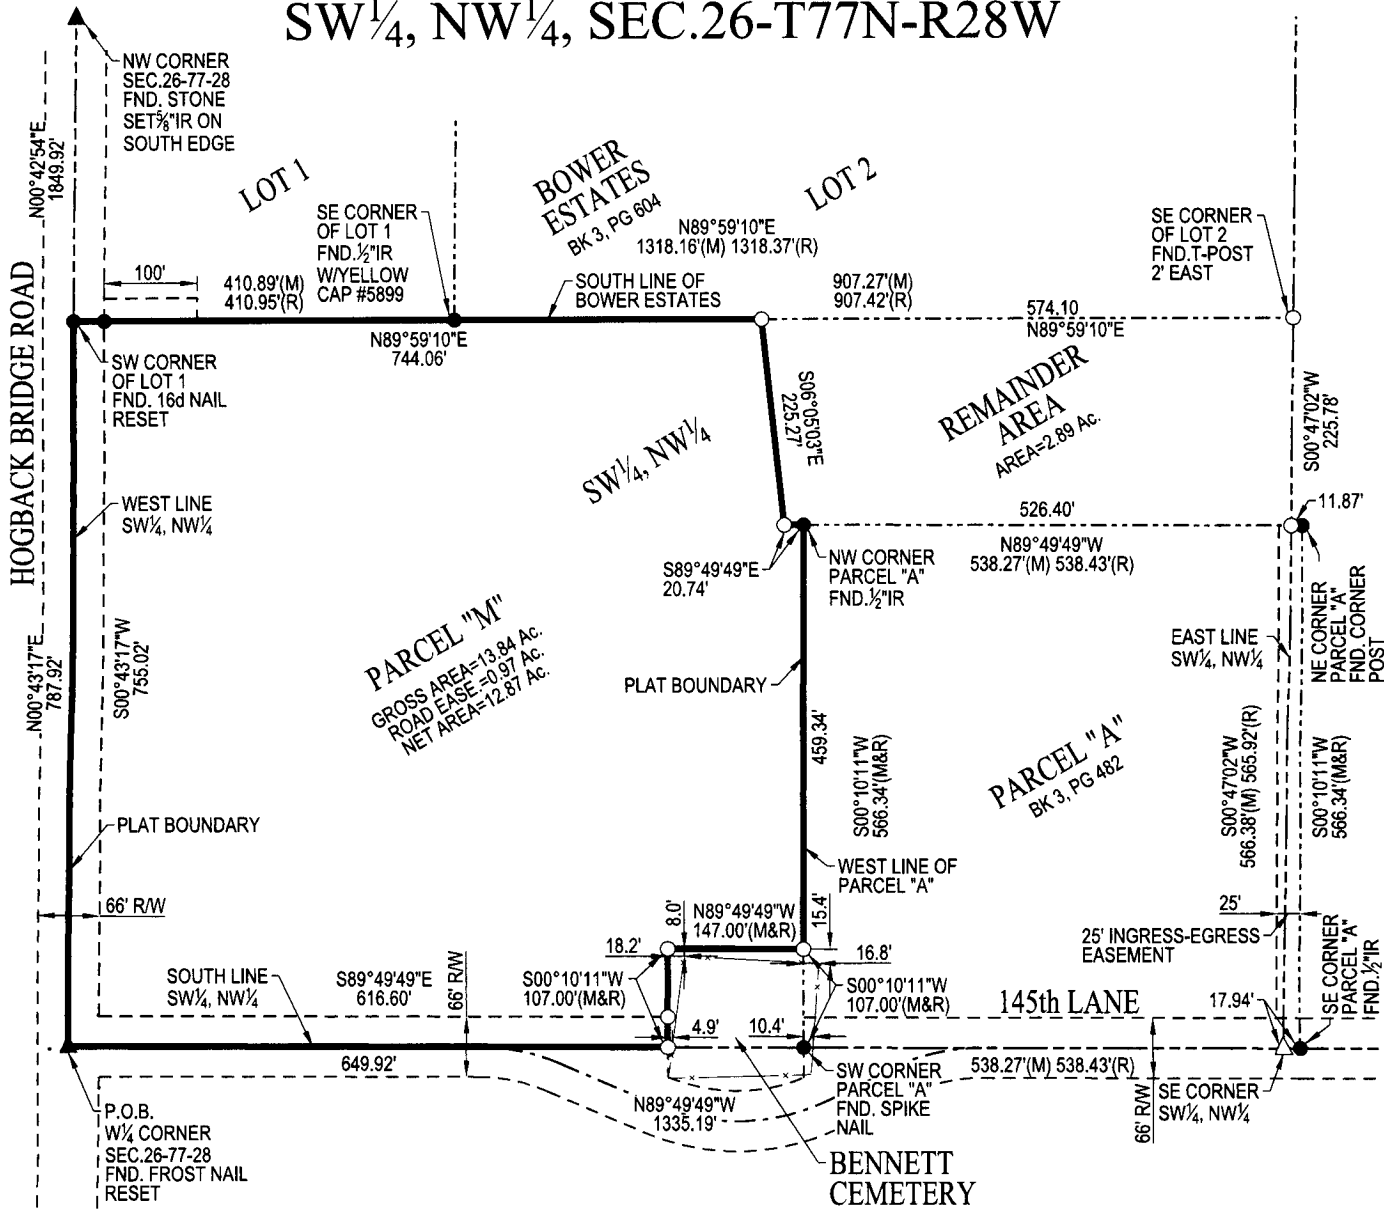 SW¼, NW¼, SEC.26-T77N-R28W
NW CORNER
SEC.26-77-28
FND. STONE
SET⅝"IR ON
SOUTH EDGE
N00°42'54"E
1849.92'
LOT 1
BOWER
ESTATES
BK 3, PG 604
LOT 2
SE CORNER
OF LOT 1
FND.½"IR
W/YELLOW
CAP #5899
N89°59'10"E
1318.16'(M) 1318.37'(R)
SE CORNER
OF LOT 2
FND.T-POST
2' EAST
100'
410.89'(M)
410.95'(R)
SOUTH LINE OF
BOWER ESTATES
907.27'(M)
907.42'(R)
574.10
N89°59'10"E
N89°59'10"E
744.06'
HOGBACK BRIDGE ROAD
SW CORNER
OF LOT 1
FND. 16d NAIL
RESET
S06°05'03"E
225.27'
REMAINDER
AREA
AREA=2.89 Ac.
S00°47'02"W
225.78'
SW¼, NW¼
WEST LINE
SW¼, NW¼
526.40'
11.87'
N89°49'49"W
538.27'(M) 538.43'(R)
S89°49'49"E
20.74'
NW CORNER
PARCEL "A"
FND.½"IR
NE CORNER
PARCEL "A"
FND. CORNER
POST
N00°43'17"E
787.92'
S00°43'17"W
755.02'
PARCEL "M"
GROSS AREA=13.84 Ac.
ROAD EASE.=0.97 Ac.
NET AREA=12.87 Ac.
EAST LINE
SW¼, NW¼
PLAT BOUNDARY
459.34'
S00°10'11"W
566.34'(M&R)
PARCEL "A"
BK 3, PG 482
S00°47'02"W
566.38'(M) 565.92'(R)
S00°10'11"W
566.34'(M&R)
PLAT BOUNDARY
WEST LINE OF
PARCEL "A"
66' R/W
8.0'
N89°49'49"W
147.00'(M&R)
15.4'
25'
25' INGRESS-EGRESS
EASEMENT
18.2'
16.8'
SOUTH LINE
SW¼, NW¼
S89°49'49"E
616.60'
66' R/W
S00°10'11"W
107.00'(M&R)
S00°10'11"W
107.00'(M&R)
145th LANE
17.94'
SE CORNER
PARCEL "A"
FND.½"IR
4.9'
10.4'
649.92'
538.27'(M) 538.43'(R)
SW CORNER
PARCEL "A"
FND. SPIKE
NAIL
66' R/W
SE CORNER
SW¼, NW¼
N89°49'49"W
1335.19'
P.O.B.
W¼ CORNER
SEC.26-77-28
FND. FROST NAIL
RESET
BENNETT
CEMETERY